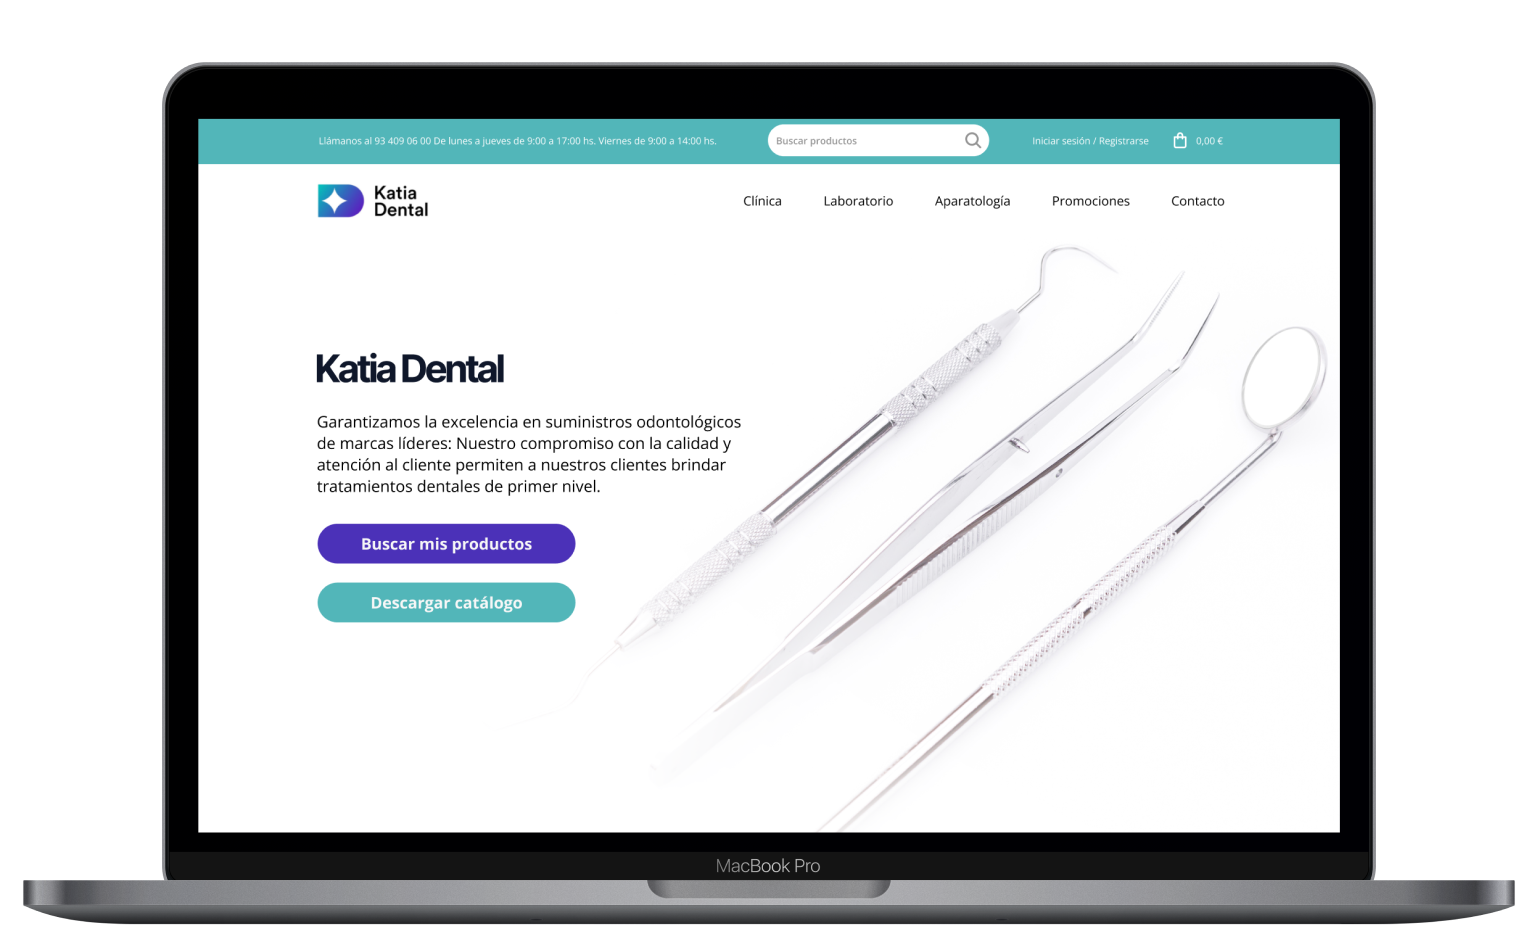 Llámanos al 93 409 06 00 De lunes a jueves de 9:00 a 17:00 hs. Viernes de 9:00 a 14:00 hs.
Buscar productos
Iniciar sesión / Registrarse
0,00 €
Katia
Dental
Clínica
Laboratorio
Aparatología
Promociones
Contacto
Katia Dental
Garantizamos la excelencia en suministros odontológicos
de marcas líderes: Nuestro compromiso con la calidad y
atención al cliente permiten a nuestros clientes brindar
tratamientos dentales de primer nivel.
Buscar mis productos
Descargar catálogo
MacBook Pro